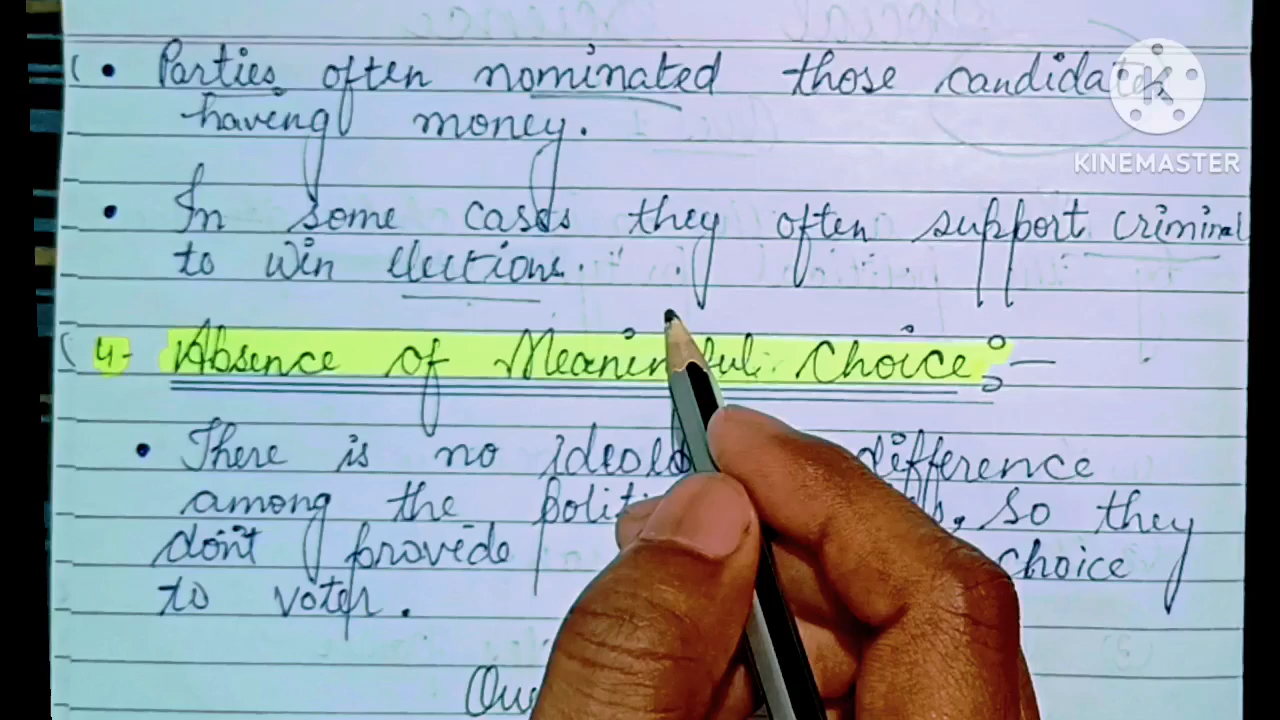 • Parties often nominated those candidates
having money.
• In some cases they often support criminal
to win elections.
4- Absence of Meaningful Choice :-
• There is no difference
among the so they
don't provide choice
to voter.
KINEMASTER